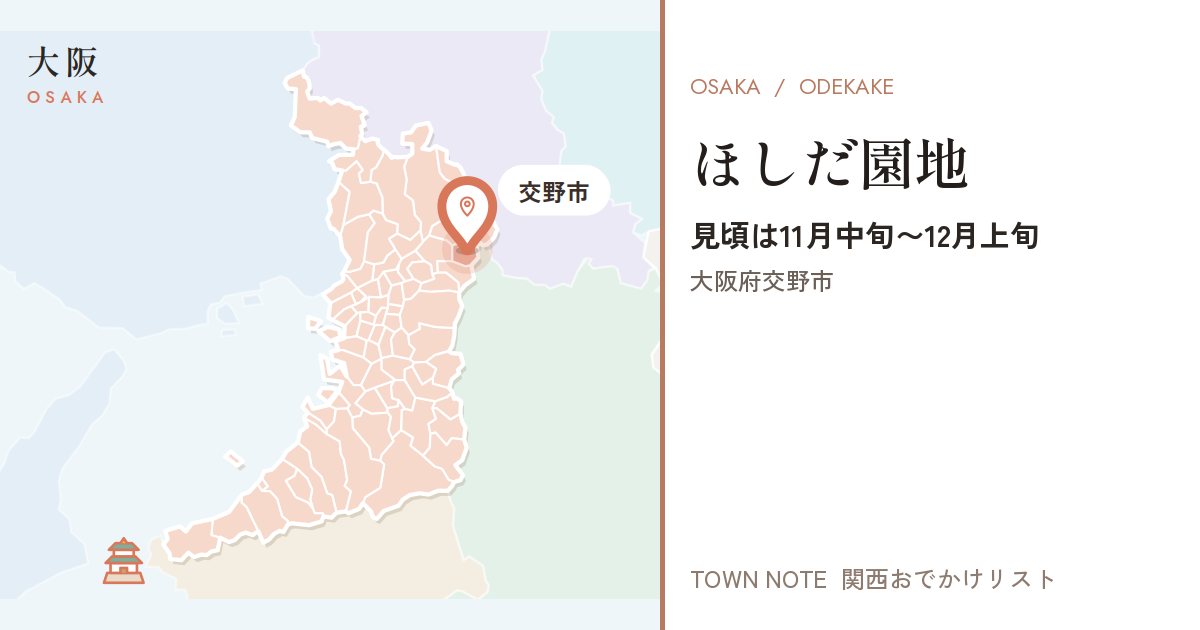 大阪
OSAKA
交野市
OSAKA / ODEKAKE
ほしだ園地
見頃は11月中旬〜12月上旬
大阪府交野市
TOWN NOTE 関西おでかけリスト